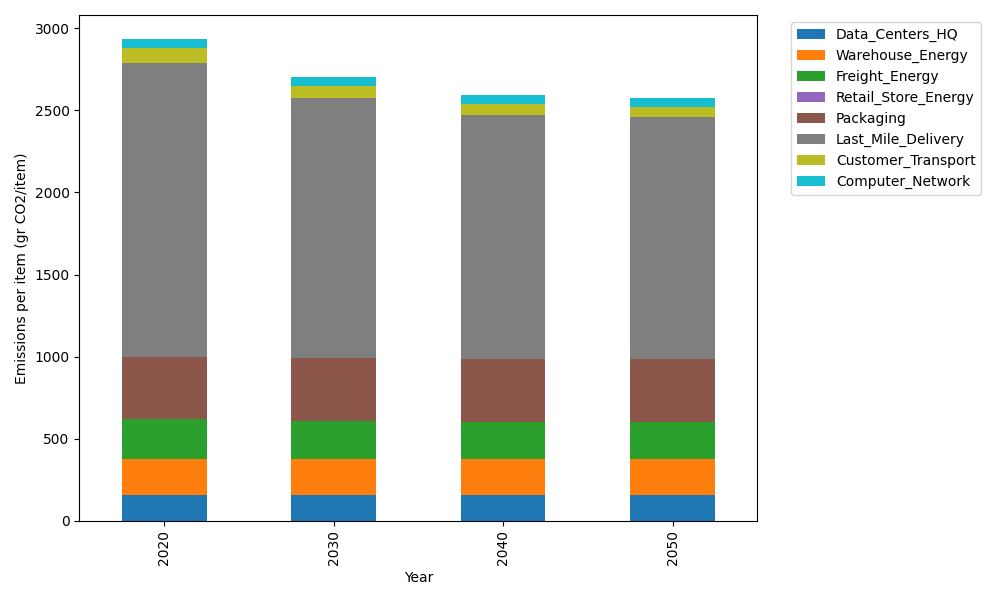 3000
2500
2000
1500
1000
500
0
Emissions per item (gr CO2/item)
2020
2030
2040
2050
Year
Data_Centers_HQ
Warehouse_Energy
Freight_Energy
Retail_Store_Energy
Packaging
Last_Mile_Delivery
Customer_Transport
Computer_Network